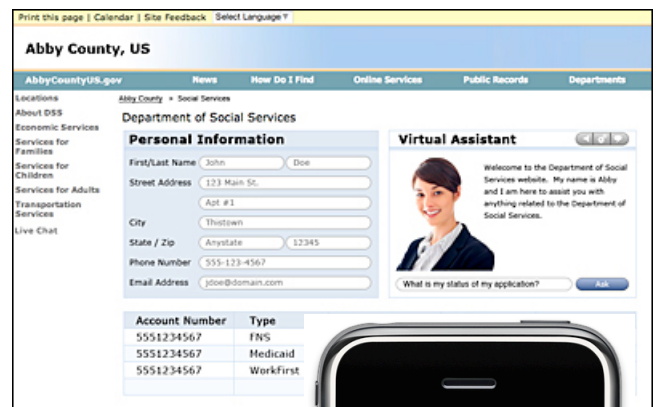 Print this page | Calendar | Site Feedback Select Language ▼
Abby County, US
AbbyCountyUS.gov News How Do I Find Online Services Public Records Departments
Locations
About DSS
Economic Services
Services for
Families
Services for
Children
Services for Adults
Transportation
Services
Live Chat
Abby County » Social Services
Department of Social Services
Personal Information
First/Last Name John Doe
Street Address 123 Main St.
Apt #1
City Thistown
State / Zip Anystate 12345
Phone Number 555-123-4567
Email Address jdoe@domain.com
Virtual Assistant
Welecome to the Department of Social
Services website. My name is Abby
and I am here to assist you with
anything related to the Department of
Social Services.
What is my status of my application? Ask
Account Number Type
5551234567 FNS
5551234567 Medicaid
5551234567 WorkFirst